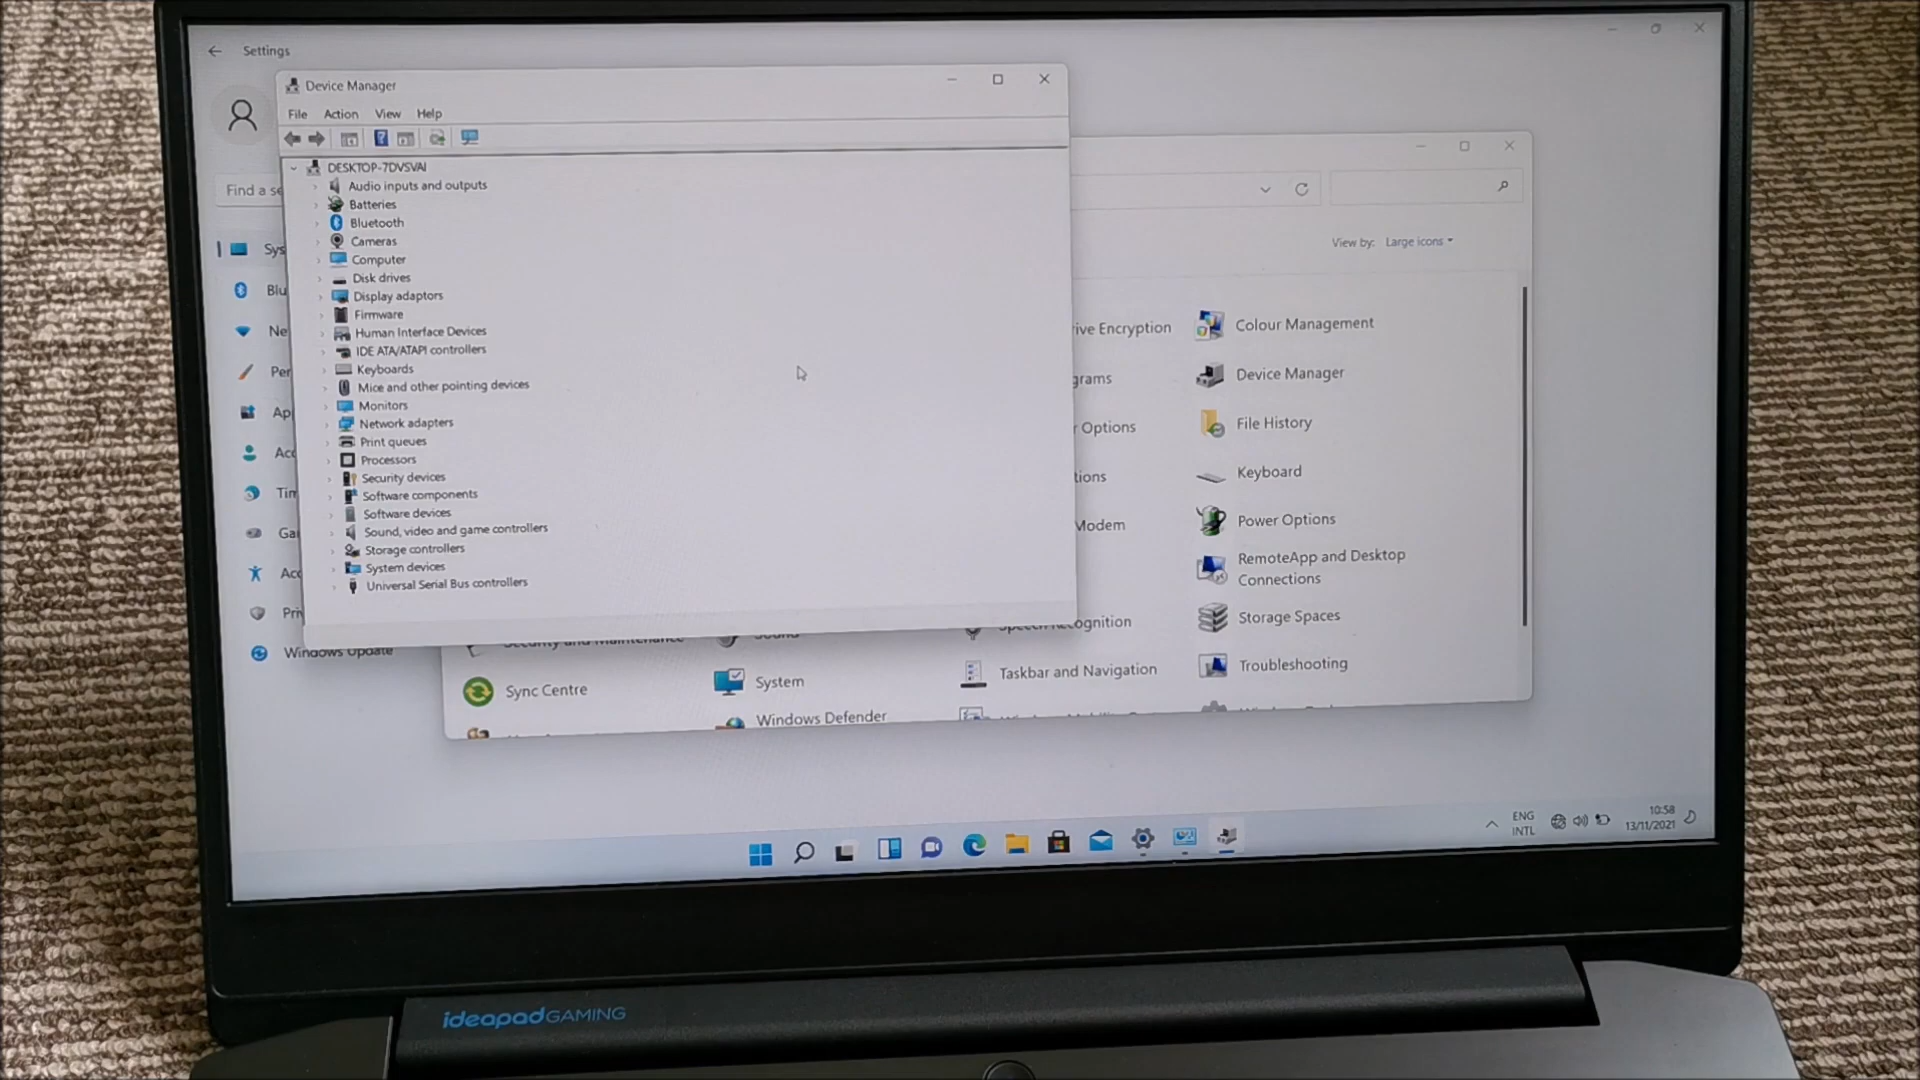 Settings
Device Manager
File Action View Help
DESKTOP-7DVSVAI
Audio inputs and outputs
Batteries
Bluetooth
Cameras
Computer
Disk drives
Display adaptors
Firmware
Human Interface Devices
IDE ATA/ATAPI controllers
Keyboards
Mice and other pointing devices
Monitors
Network adapters
Print queues
Processors
Security devices
Software components
Software devices
Sound, video and game controllers
Storage controllers
System devices
Universal Serial Bus controllers
Find a se
Sys
Blu
Ne
Per
Ap
Acc
Tim
Gar
Acc
Priv
Windows Update
View by: Large icons
rive Encryption
Colour Management
grams
Device Manager
r Options
File History
tions
Keyboard
Modem
Power Options
RemoteApp and Desktop
Connections
Speech Recognition
Storage Spaces
Security and Maintenance
Sound
Sync Centre
System
Taskbar and Navigation
Troubleshooting
Windows Defender
ENG
INTL
10:58
13/11/2021
ideapad GAMING